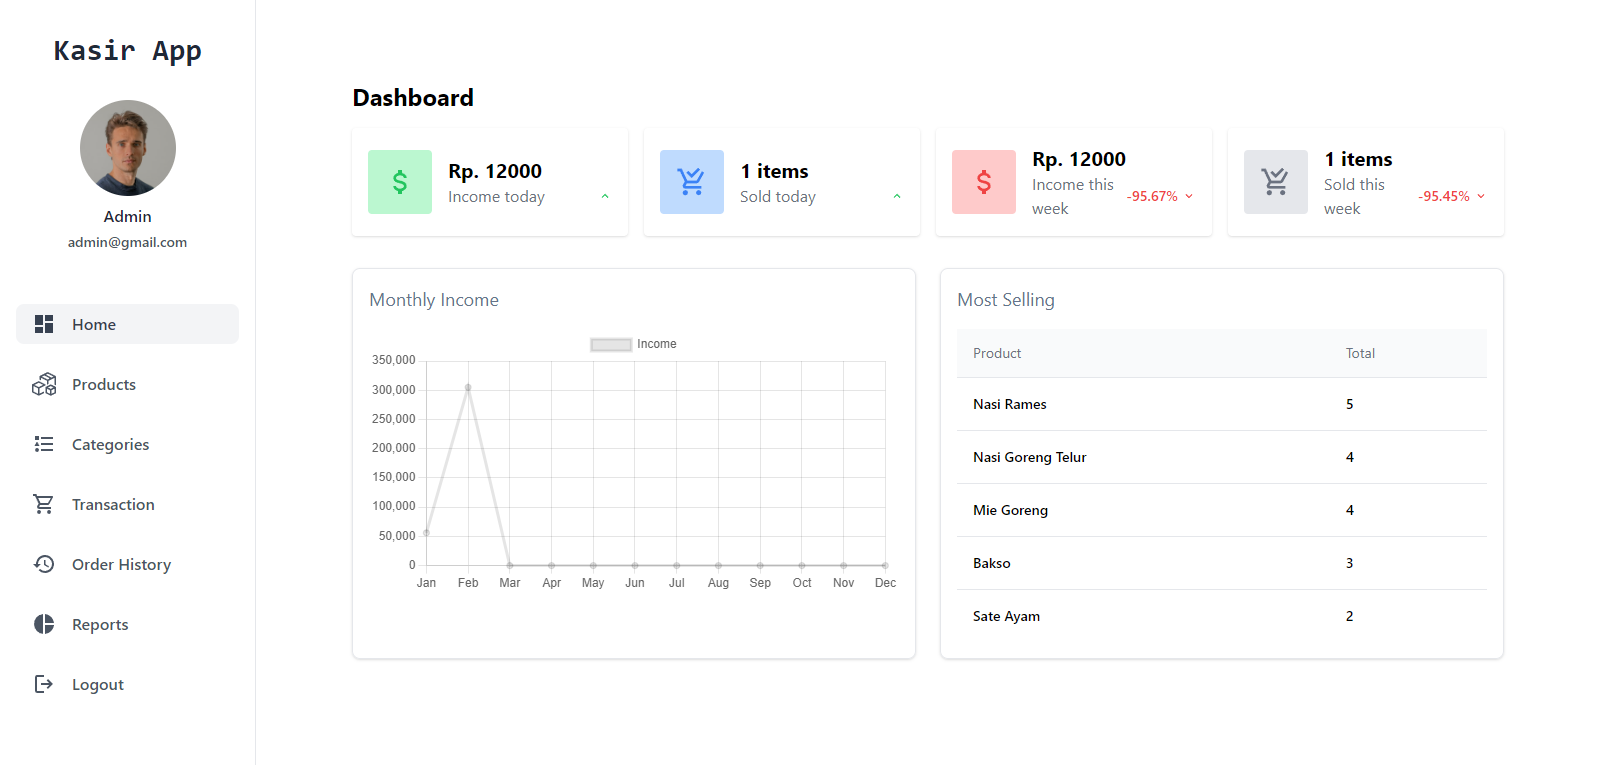 Kasir App
Admin
admin@gmail.com
Home
Products
Categories
Transaction
Order History
Reports
Logout
Dashboard
Rp. 12000
Income today
1 items
Sold today
Rp. 12000
Income this
week
-95.67%
1 items
Sold this
week
-95.45%
Monthly Income
Income
350,000
300,000
250,000
200,000
150,000
100,000
50,000
0
Jan Feb Mar Apr May Jun Jul Aug Sep Oct Nov Dec
Most Selling
Product Total
Nasi Rames 5
Nasi Goreng Telur 4
Mie Goreng 4
Bakso 3
Sate Ayam 2